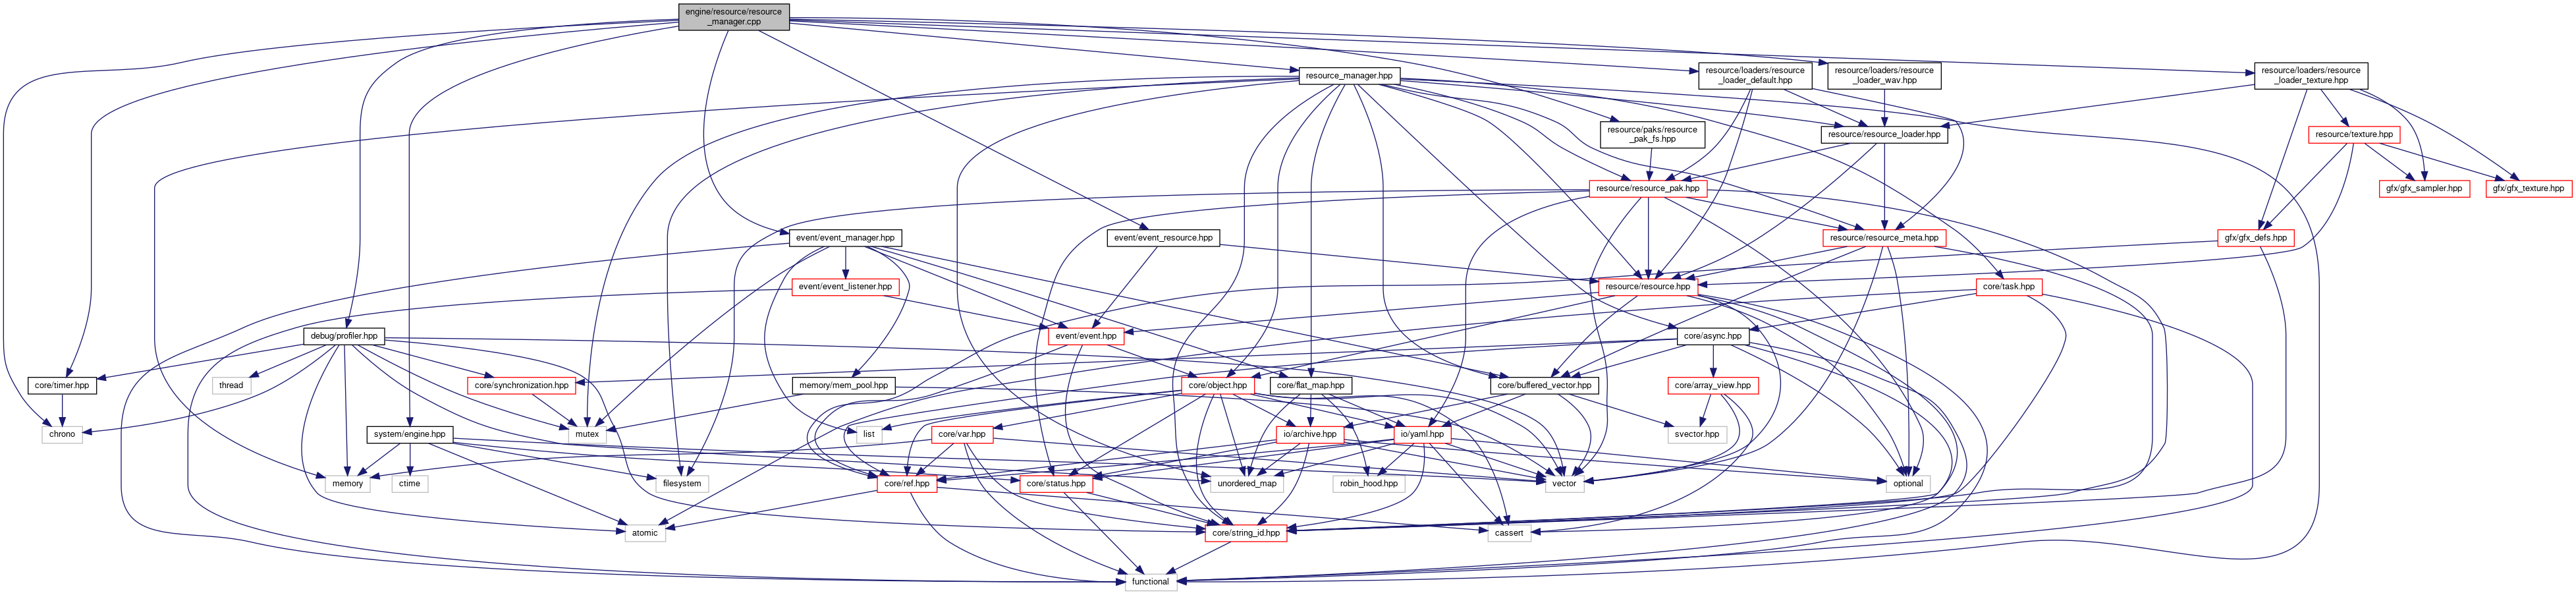 engine/resource/resource
_manager.cpp
resource_manager.hpp
resource/loaders/resource
_loader_default.hpp
resource/loaders/resource
_loader_wav.hpp
resource/loaders/resource
_loader_texture.hpp
resource/paks/resource
_pak_fs.hpp
resource/resource_loader.hpp
resource/texture.hpp
resource/resource_pak.hpp
gfx/gfx_sampler.hpp
gfx/gfx_texture.hpp
event/event_manager.hpp
event/event_resource.hpp
resource/resource_meta.hpp
gfx/gfx_defs.hpp
event/event_listener.hpp
resource/resource.hpp
core/task.hpp
debug/profiler.hpp
event/event.hpp
core/async.hpp
core/timer.hpp
thread
core/synchronization.hpp
memory/mem_pool.hpp
core/object.hpp
core/flat_map.hpp
core/buffered_vector.hpp
core/array_view.hpp
chrono
system/engine.hpp
mutex
list
core/var.hpp
io/archive.hpp
io/yaml.hpp
svector.hpp
memory
ctime
filesystem
core/ref.hpp
core/status.hpp
unordered_map
robin_hood.hpp
vector
optional
atomic
core/string_id.hpp
cassert
functional